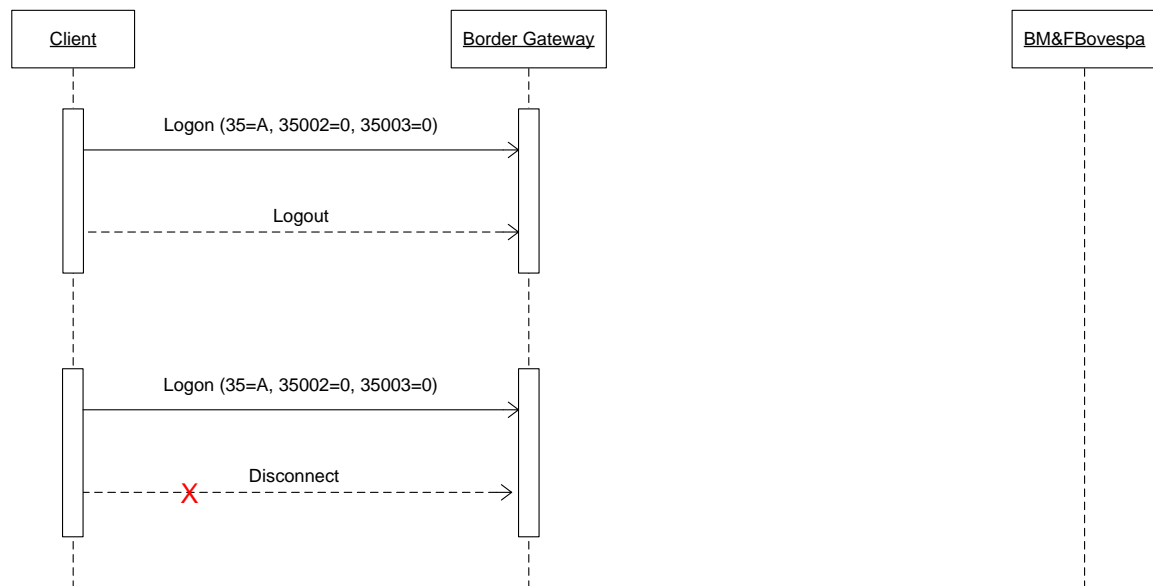 Client
Border Gateway
BM&FBovespa
Logon (35=A, 35002=0, 35003=0)
Logout
Logon (35=A, 35002=0, 35003=0)
Disconnect
X